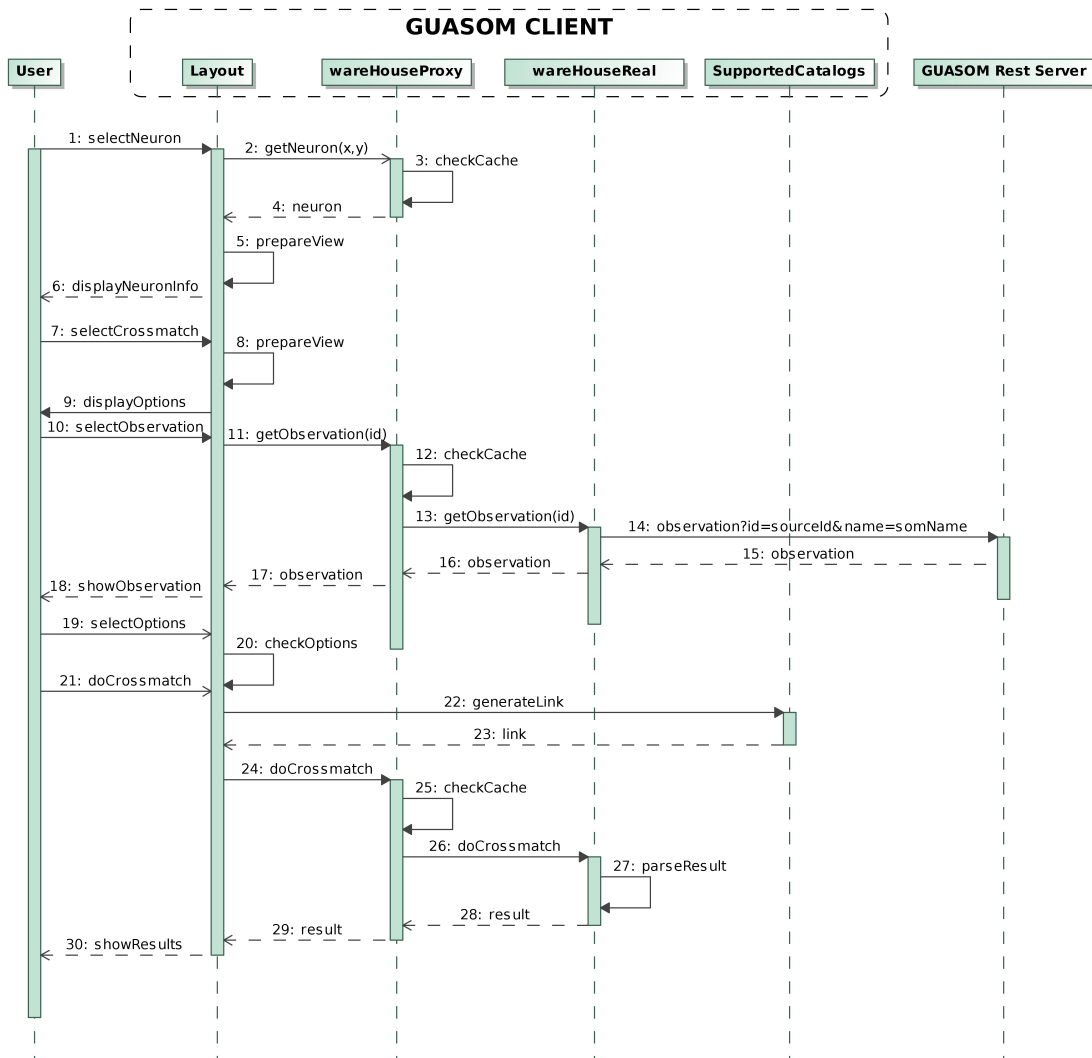 GUASOM CLIENT
User
Layout
wareHouseProxy
wareHouseReal
SupportedCatalogs
GUASOM Rest Server
1: selectNeuron
2: getNeuron(x,y)
3: checkCache
4: neuron
5: prepareView
6: displayNeuronInfo
7: selectCrossmatch
8: prepareView
9: displayOptions
10: selectObservation
11: getObservation(id)
12: checkCache
13: getObservation(id)
14: observation?id=sourceId&name=somName
15: observation
16: observation
17: observation
18: showObservation
19: selectOptions
20: checkOptions
21: doCrossmatch
22: generateLink
23: link
24: doCrossmatch
25: checkCache
26: doCrossmatch
27: parseResult
28: result
29: result
30: showResults